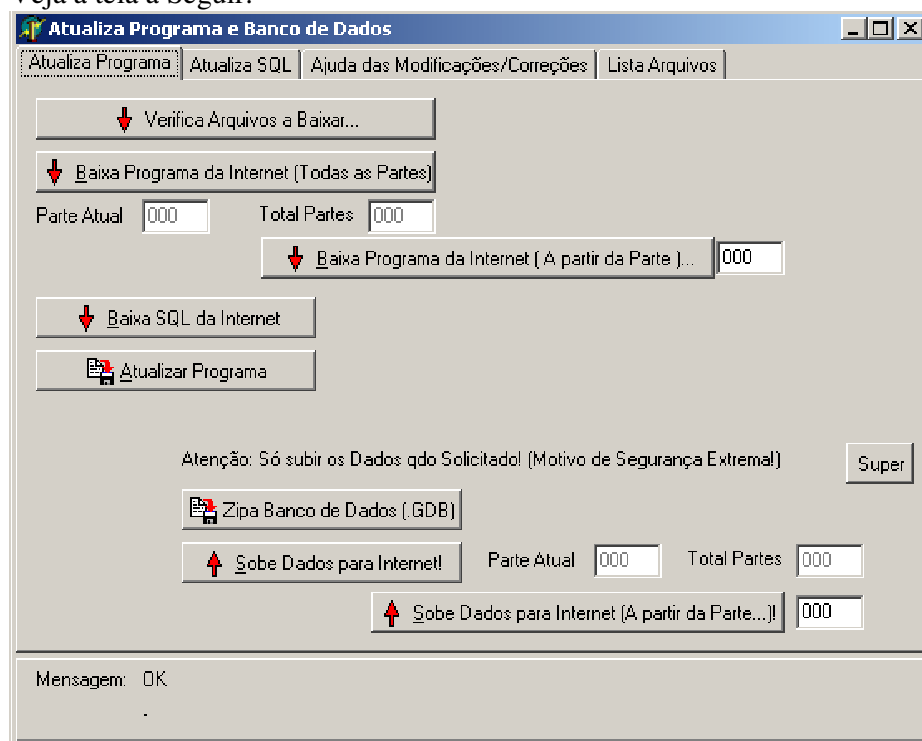 Veja a tela a Seguir:
Atualiza Programa e Banco de Dados
Atualiza Programa Atualiza SQL Ajuda das Modificações/Correções Lista Arquivos
Verifica Arquivos a Baixar...
Baixa Programa da Internet (Todas as Partes)
Parte Atual 000 Total Partes 000
Baixa Programa da Internet ( A partir da Parte )... 000
Baixa SQL da Internet
Atualizar Programa
Atenção: Só subir os Dados qdo Solicitado! (Motivo de Segurança Extrema!)
Super
Zipa Banco de Dados (.GDB)
Sobe Dados para Internet! Parte Atual 000 Total Partes 000
Sobe Dados para Internet (A partir da Parte...)! 000
Mensagem: OK
.